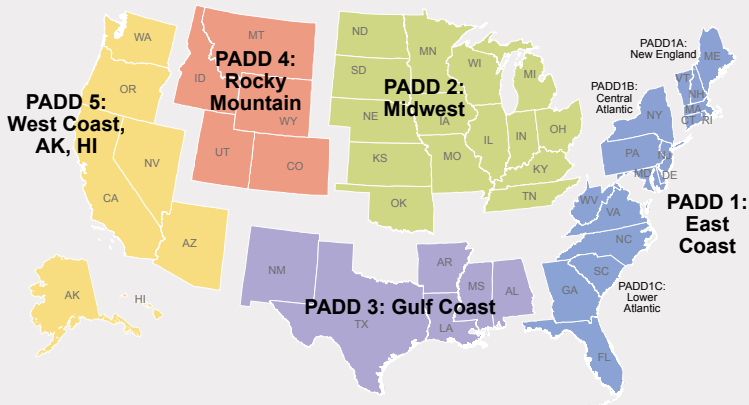 PADD 5:
West Coast,
AK, HI
WA
OR
NV
CA
AZ
AK
HI
PADD 4:
Rocky
Mountain
MT
ID
WY
UT
CO
PADD 2:
Midwest
ND
MN
SD
WI
MI
NE
IA
IL
IN
OH
KS
MO
KY
OK
TN
PADD 3: Gulf Coast
NM
TX
AR
LA
MS
AL
PADD 1:
East
Coast
PADD1A:
New England
ME
VT
NH
MA
CT
RI
PADD1B:
Central
Atlantic
NY
PA
NJ
MD
DE
PADD1C:
Lower
Atlantic
WV
VA
NC
SC
GA
FL